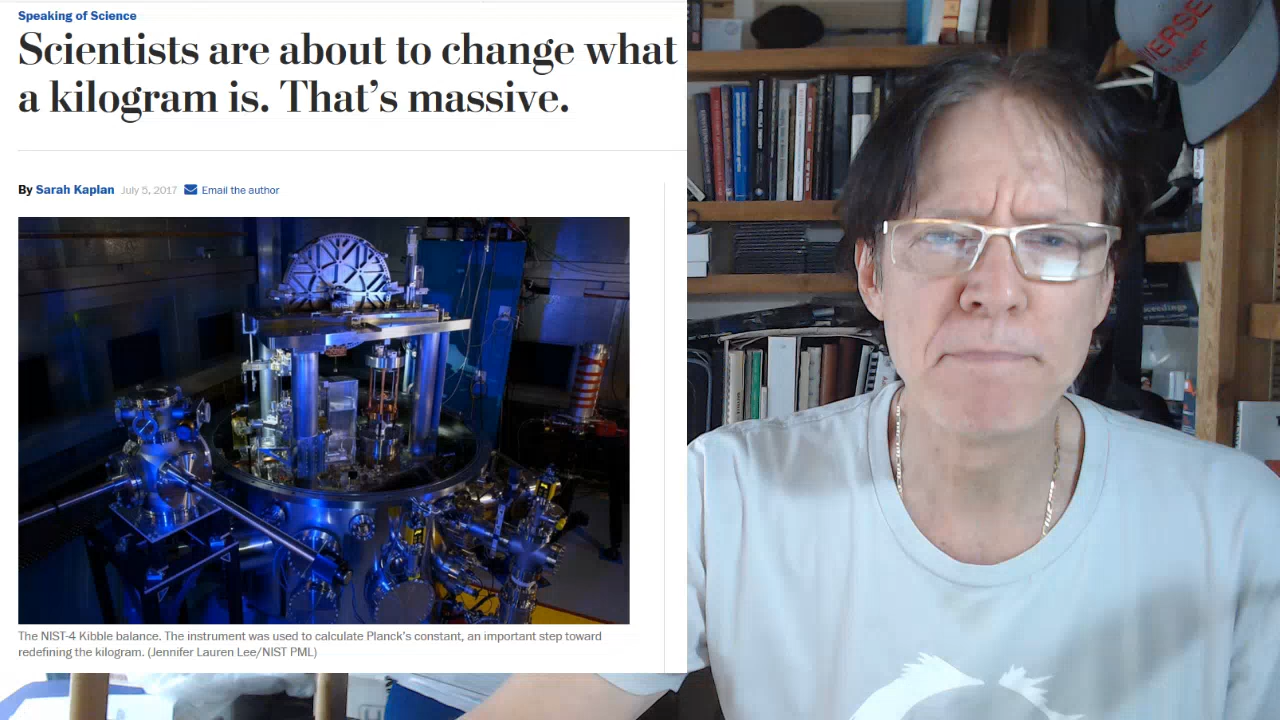 Speaking of Science
Scientists are about to change what
a kilogram is. That’s massive.
By Sarah Kaplan July 5, 2017 Email the author
The NIST-4 Kibble balance. The instrument was used to calculate Planck’s constant, an important step toward
redefining the kilogram. (Jennifer Lauren Lee/NIST PML)